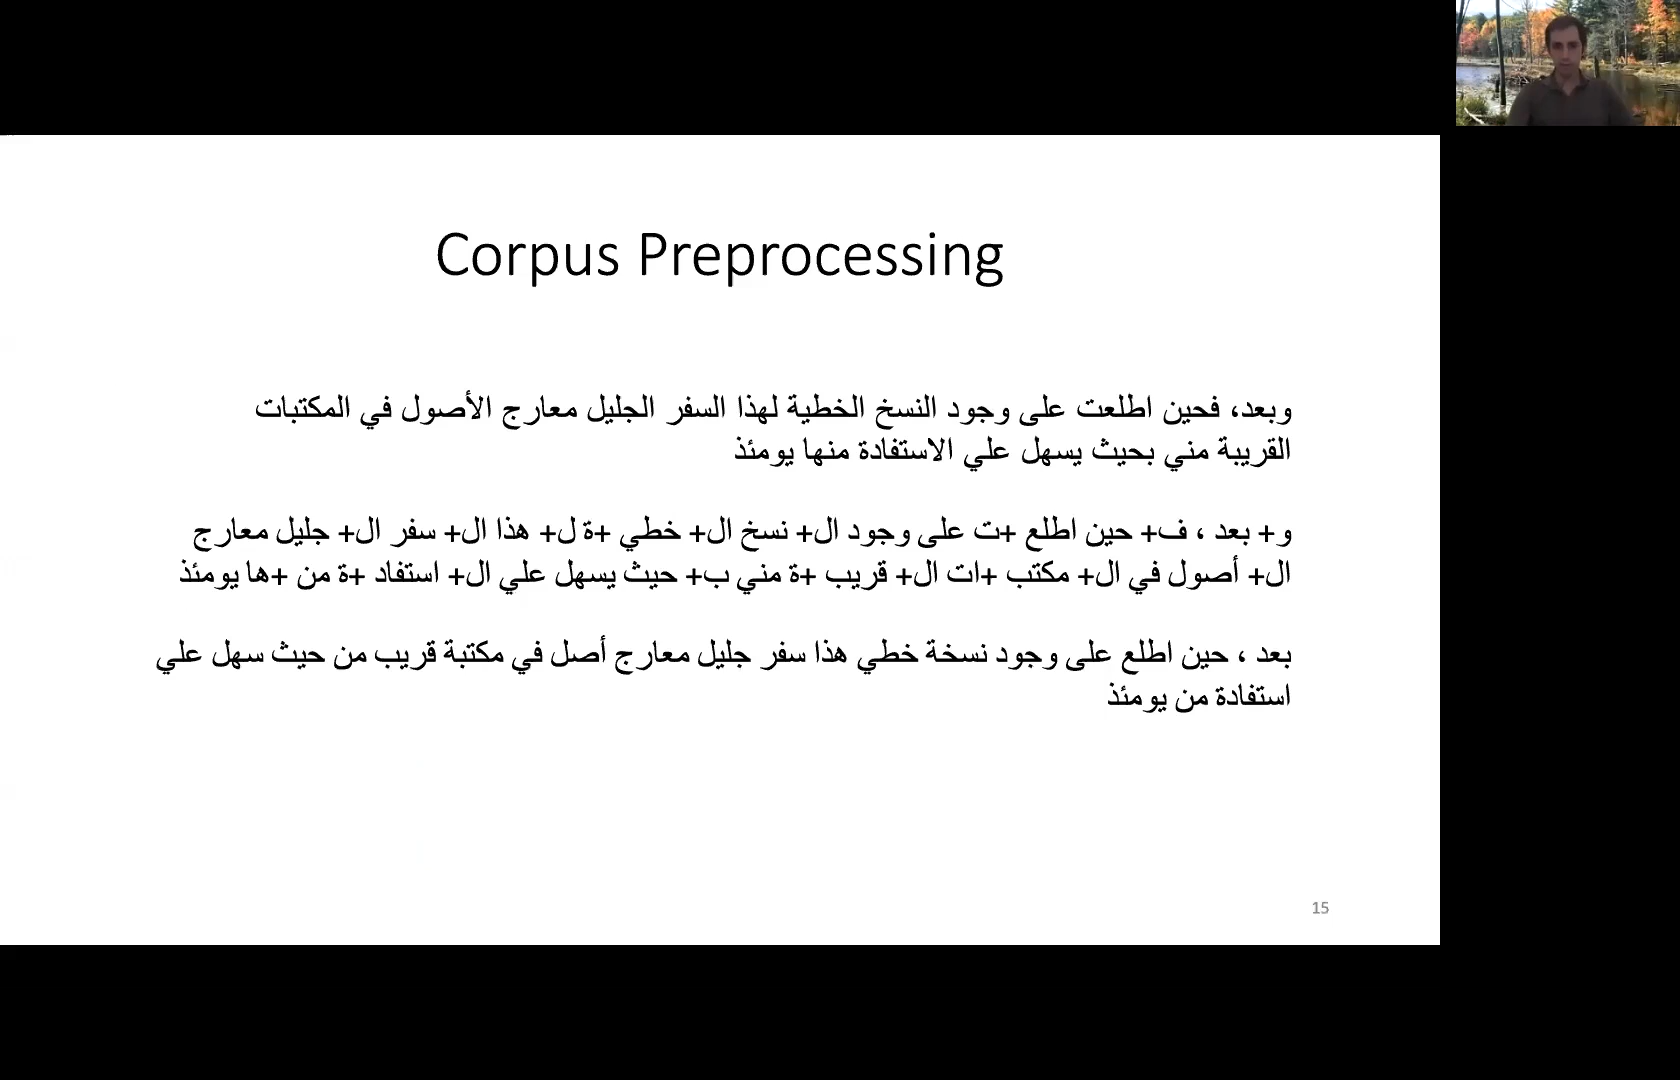 Corpus Preprocessing
وبعد، فحين اطلعت على وجود النسخ الخطية لهذا السفر الجليل معارج الأصول في المكتبات
القريبة مني بحيث يسهل علي الاستفادة منها يومئذ
و+ بعد ، ف+ حين اطلع +ت على وجود ال+ نسخ ال+ خطي +ة ل+ هذا ال+ سفر ال+ جليل معارج
ال+ أصول في ال+ مكتب +ات ال+ قريب +ة مني ب+ حيث يسهل علي ال+ استفاد +ة من +ها يومئذ
بعد ، حين اطلع على وجود نسخة خطي هذا سفر جليل معارج أصل في مكتبة قريب من حيث سهل علي
استفادة من يومئذ
15